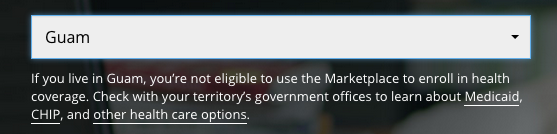 Guam
If you live in Guam, you’re not eligible to use the Marketplace to enroll in health
coverage. Check with your territory’s government offices to learn about Medicaid,
CHIP, and other health care options.